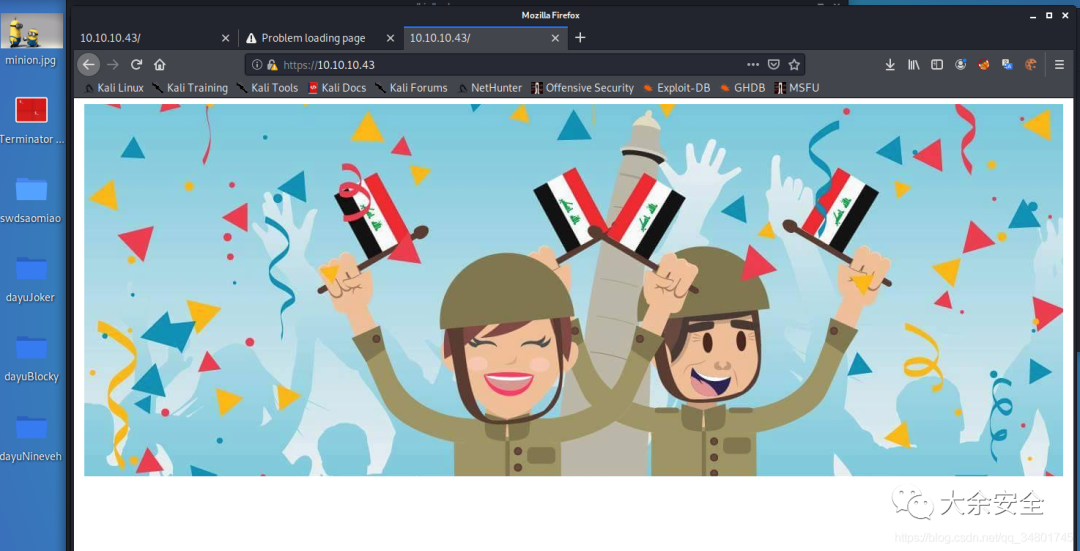 Mozilla Firefox
10.10.10.43/
Problem loading page
10.10.10.43/
https://10.10.10.43
Kali Linux
Kali Training
Kali Tools
Kali Docs
Kali Forums
NetHunter
Offensive Security
Exploit-DB
GHDB
MSFU
minion.jpg
Terminator ...
swdsaomiao
dayuJoker
dayuBlocky
dayuNineveh
大余安全
https://blog.csdn.net/qq_34801745